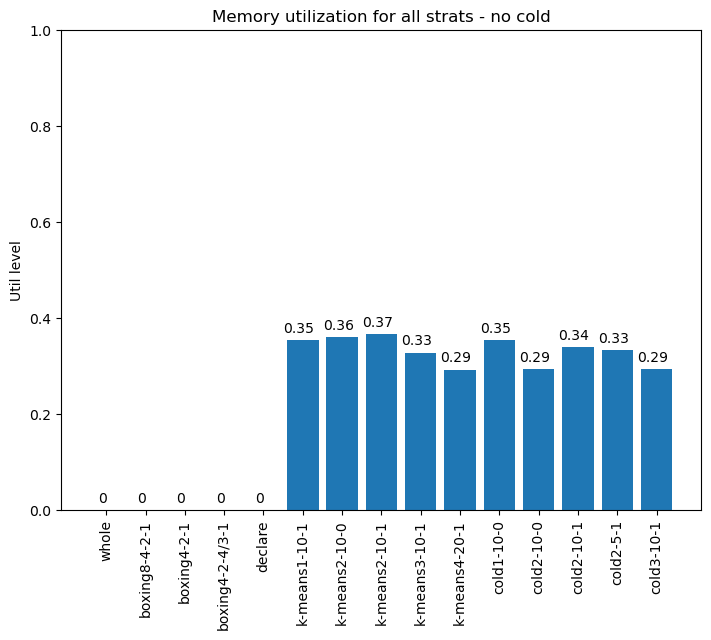 Memory utilization for all strats - no cold
Util level
1.0
0.8
0.6
0.4
0.2
0.0
0
0
0
0
0
0.35
0.36
0.37
0.33
0.29
0.35
0.29
0.34
0.33
0.29
whole
boxing8-4-2-1
boxing4-2-1
boxing4-2-4/3-1
declare
k-means1-10-1
k-means2-10-0
k-means2-10-1
k-means3-10-1
k-means4-20-1
cold1-10-0
cold2-10-0
cold2-10-1
cold2-5-1
cold3-10-1